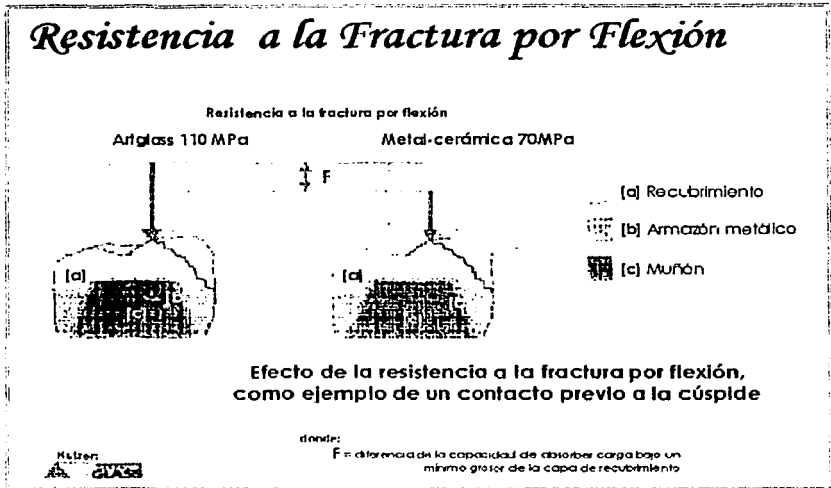 Resistencia a la Fractura por Flexión
Resistencia a la fractura por flexión
Artglass 110 MPa
Metal-cerámica 70MPa
F
[a] Recubrimiento
[b] Armazón metálico
[c] Muñón
[a]
[a]
Efecto de la resistencia a la fractura por flexión,
como ejemplo de un contacto previo a la cúspide
donde:
F = diferencia de la capacidad de absorber carga bajo un
mínimo grosor de la capa de recubrimiento
Kulzer